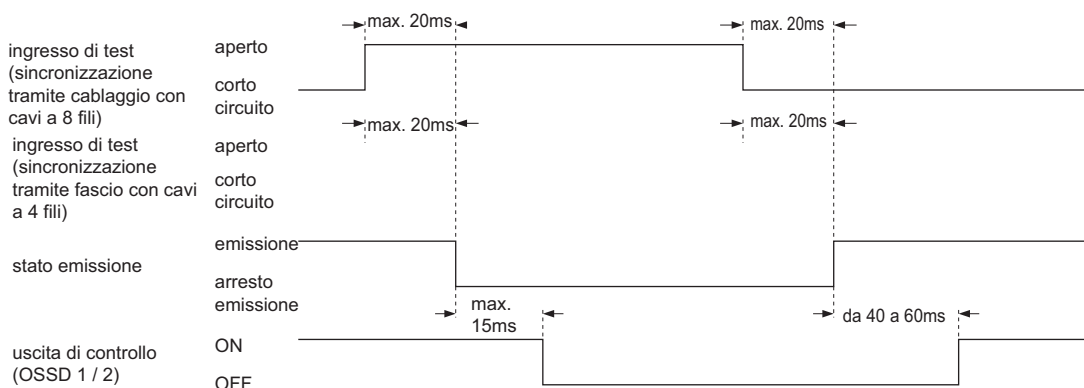 max. 20ms
max. 20ms
ingresso di test
(sincronizzazione
tramite cablaggio con
cavi a 8 fili)
aperto
corto
circuito
max. 20ms
max. 20ms
ingresso di test
(sincronizzazione
tramite fascio con cavi
a 4 fili)
aperto
corto
circuito
stato emissione
emissione
arresto
emissione
max.
15ms
da 40 a 60ms
uscita di controllo
(OSSD 1 / 2)
ON
OFF